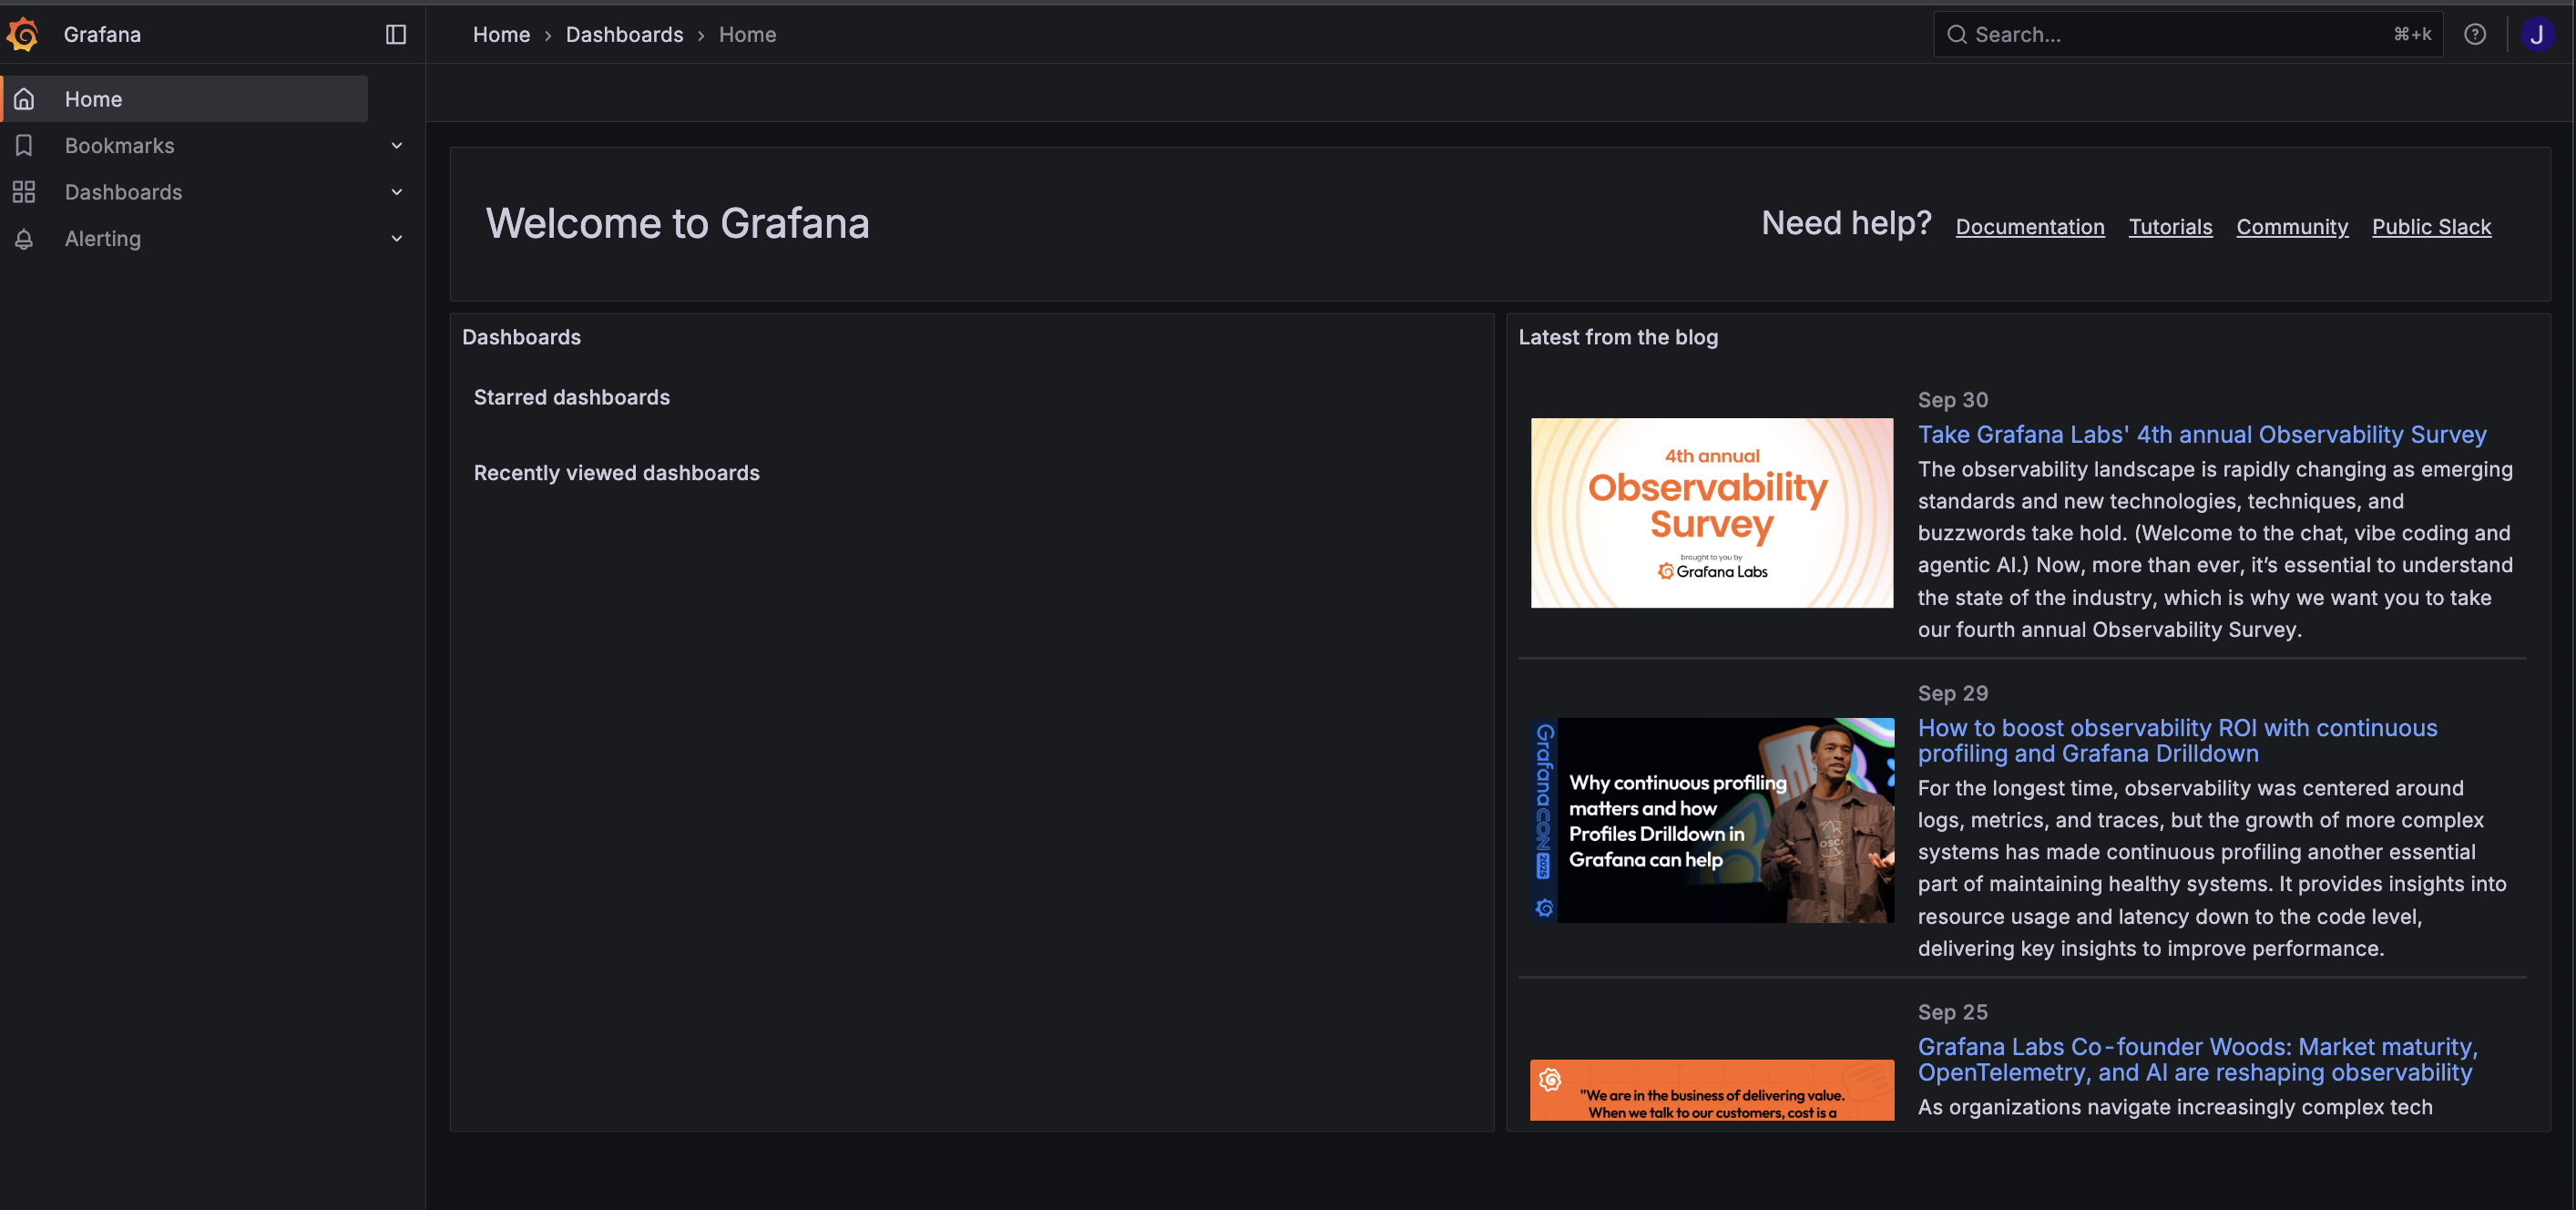 Grafana
Home › Dashboards › Home
Search...
⌘+k
J
Home
Bookmarks
Dashboards
Alerting
Welcome to Grafana
Need help? Documentation Tutorials Community Public Slack
Dashboards
Starred dashboards
Recently viewed dashboards
Latest from the blog
4th annual
Observability
Survey
brought to you by
Grafana Labs
Sep 30
Take Grafana Labs' 4th annual Observability Survey
The observability landscape is rapidly changing as emerging
standards and new technologies, techniques, and
buzzwords take hold. (Welcome to the chat, vibe coding and
agentic AI.) Now, more than ever, it’s essential to understand
the state of the industry, which is why we want you to take
our fourth annual Observability Survey.
GrafanaCON 2025
Why continuous profiling
matters and how
Profiles Drilldown in
Grafana can help
Sep 29
How to boost observability ROI with continuous
profiling and Grafana Drilldown
For the longest time, observability was centered around
logs, metrics, and traces, but the growth of more complex
systems has made continuous profiling another essential
part of maintaining healthy systems. It provides insights into
resource usage and latency down to the code level,
delivering key insights to improve performance.
"We are in the business of delivering value.
When we talk to our customers, cost is a
Sep 25
Grafana Labs Co-founder Woods: Market maturity,
OpenTelemetry, and AI are reshaping observability
As organizations navigate increasingly complex tech